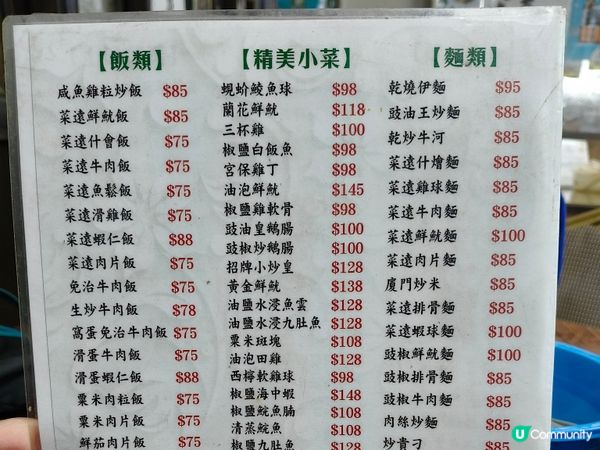 【飯類】
咸魚雞粒炒飯 $85
菜遠鮮魷飯 $85
菜遠什會飯 $75
菜遠牛肉飯 $75
菜遠魚鬆飯 $75
菜遠滑雞飯 $75
菜遠蝦仁飯 $88
菜遠肉片飯 $75
免治牛肉飯 $75
生炒牛肉飯 $78
窩蛋免治牛肉飯 $75
滑蛋牛肉飯 $75
滑蛋蝦仁飯 $88
粟米肉粒飯 $75
粟米肉片飯 $75
鮮茄肉片飯 $75
【精美小菜】
蜆蚧鯪魚球 $98
蘭花鮮魷 $118
三杯雞 $100
椒鹽白飯魚 $98
宮保雞丁 $98
油泡鮮魷 $145
椒鹽雞軟骨 $98
豉油皇鵝腸 $100
豉椒炒鵝腸 $100
招牌小炒皇 $128
黃金鮮魷 $138
油鹽水浸魚雲 $128
油鹽水浸九肚魚 $128
粟米斑塊 $108
油泡田雞 $128
西檸軟雞球 $98
椒鹽海中蝦 $148
椒鹽鯇魚腩 $108
清蒸鯇魚 $108
椒鹽九肚魚 $128
【麵類】
乾燒伊麵 $95
豉油王炒麵 $85
乾炒牛河 $85
菜遠什燴麵 $85
菜遠雞球麵 $85
菜遠牛肉麵 $85
菜遠鮮魷麵 $100
菜遠肉片麵 $85
廈門炒米 $85
菜遠排骨麵 $85
菜遠蝦球麵 $100
豉椒鮮魷麵 $100
豉椒排骨麵 $85
豉椒牛肉麵 $85
肉絲炒麵 $85
炒貴刁 $85
U Community